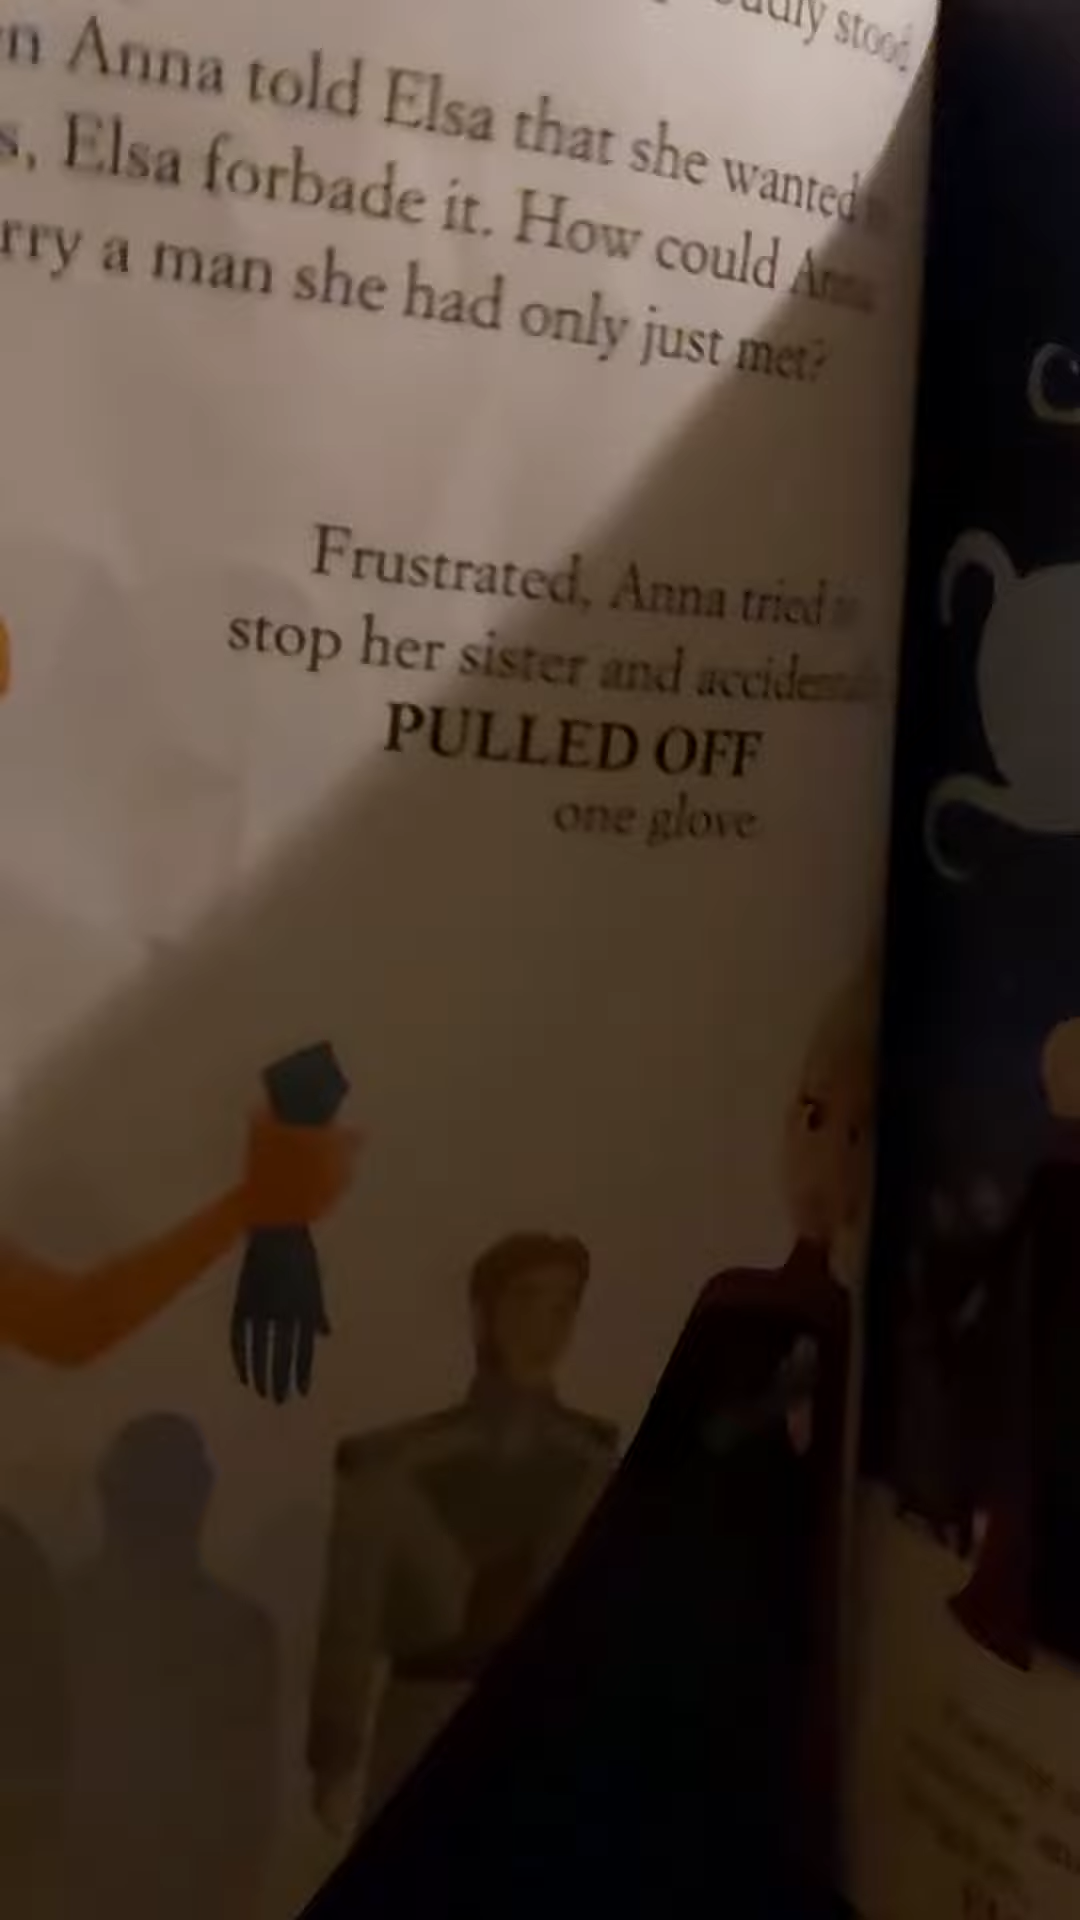 stood
n Anna told Elsa that she wanted
s, Elsa forbade it. How could Anna
rry a man she had only just met?
Frustrated, Anna tried
stop her sister and
PULLED OFF
one glove